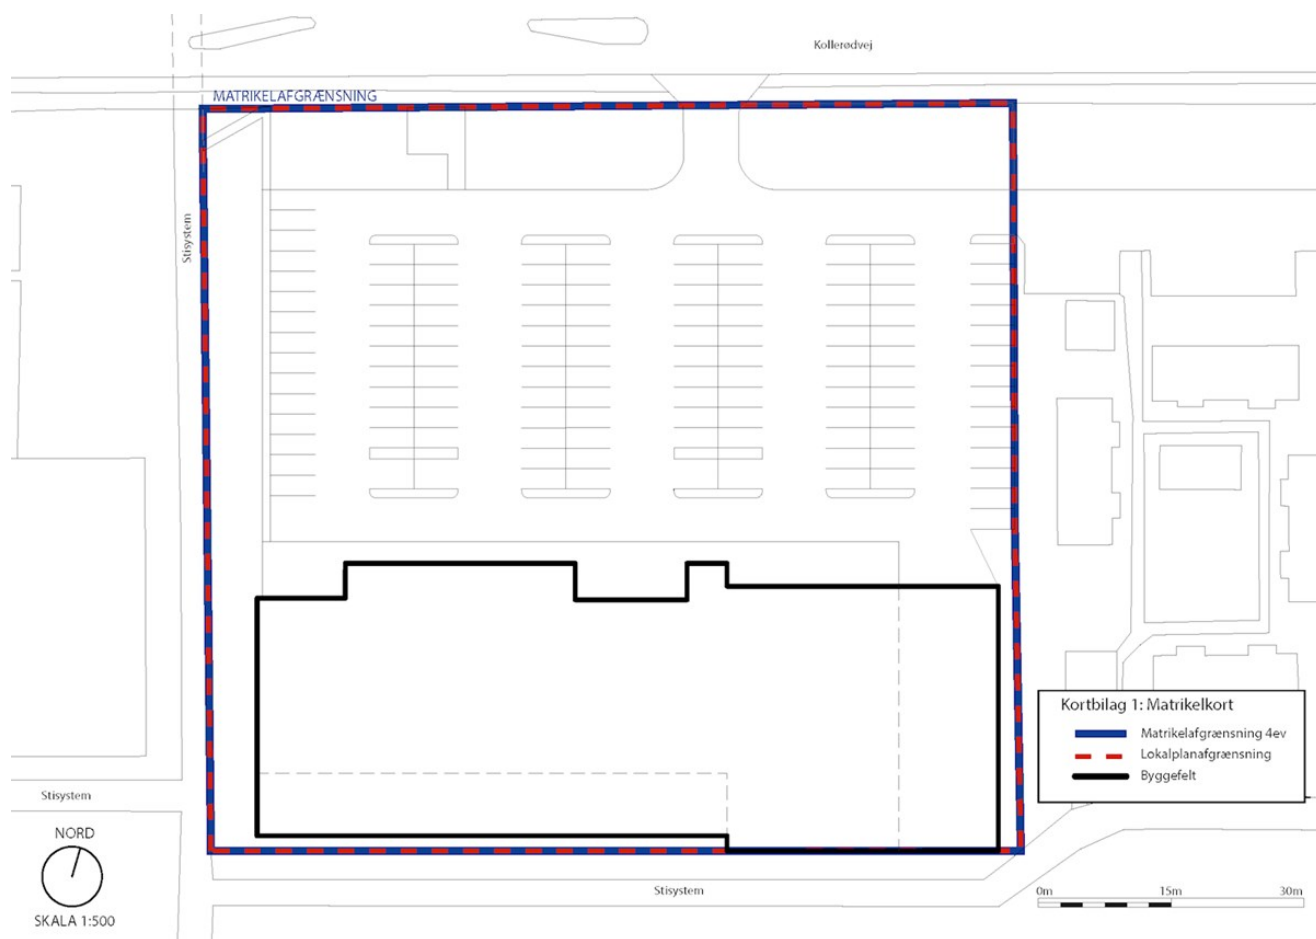 Kollerødvej
MATRIKELAFGRÆNSNING
Stisystem
Kortbilag 1: Matrikelkort
Matrikelafgrænsning 4ev
Lokalplanafgrænsning
Byggefelt
Stisystem
NORD
SKALA 1:500
Stisystem
0m 15m 30m